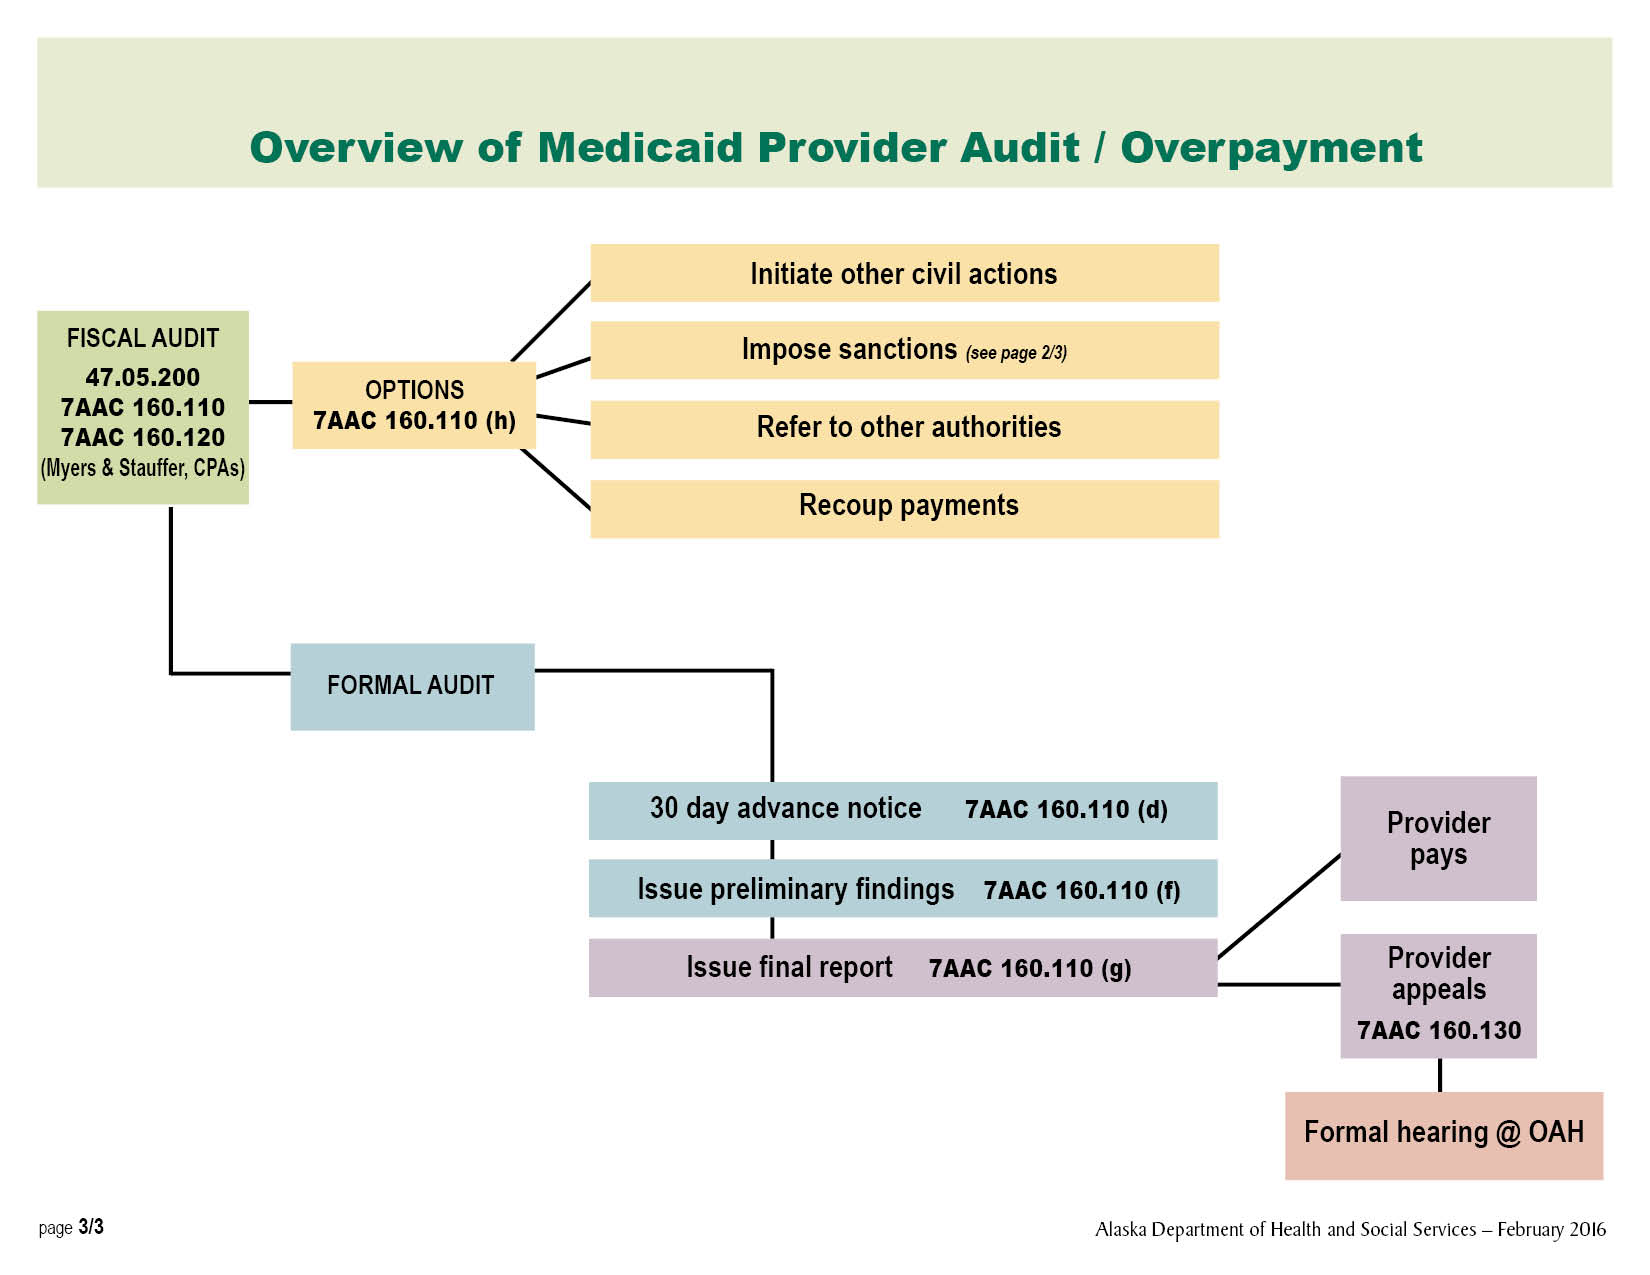 Overview of Medicaid Provider Audit / Overpayment
FISCAL AUDIT
47.05.200
7AAC 160.110
7AAC 160.120
(Myers & Stauffer, CPAs)
OPTIONS
7AAC 160.110 (h)
Initiate other civil actions
Impose sanctions (see page 2/3)
Refer to other authorities
Recoup payments
FORMAL AUDIT
30 day advance notice 7AAC 160.110 (d)
Issue preliminary findings 7AAC 160.110 (f)
Issue final report 7AAC 160.110 (g)
Provider
pays
Provider
appeals
7AAC 160.130
Formal hearing @ OAH
page 3/3
Alaska Department of Health and Social Services – February 2016